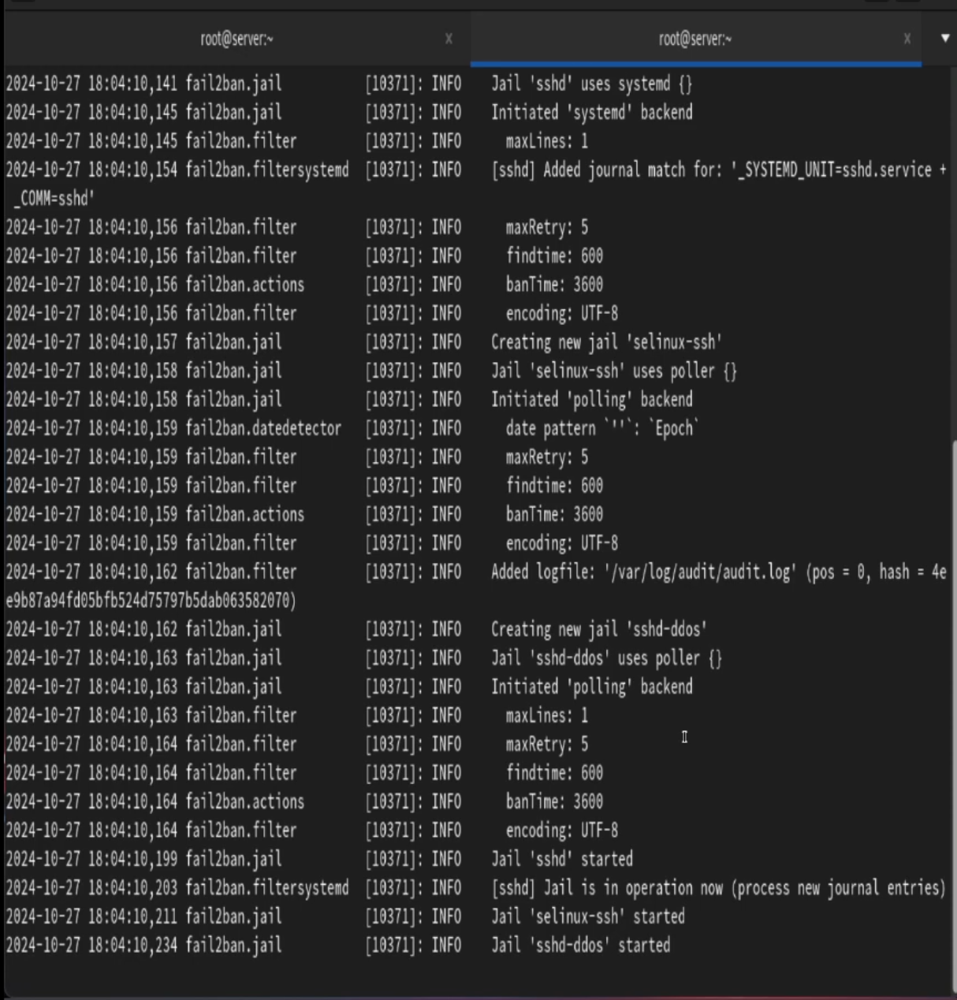 root@server:~ x root@server:~ x ▼
2024-10-27 18:04:10,141 fail2ban.jail [10371]: INFO Jail 'sshd' uses systemd {}
2024-10-27 18:04:10,145 fail2ban.jail [10371]: INFO Initiated 'systemd' backend
2024-10-27 18:04:10,145 fail2ban.filter [10371]: INFO maxLines: 1
2024-10-27 18:04:10,154 fail2ban.filtersystemd [10371]: INFO [sshd] Added journal match for: '_SYSTEMD_UNIT=sshd.service +
_COMM=sshd'
2024-10-27 18:04:10,156 fail2ban.filter [10371]: INFO maxRetry: 5
2024-10-27 18:04:10,156 fail2ban.filter [10371]: INFO findtime: 600
2024-10-27 18:04:10,156 fail2ban.actions [10371]: INFO banTime: 3600
2024-10-27 18:04:10,156 fail2ban.filter [10371]: INFO encoding: UTF-8
2024-10-27 18:04:10,157 fail2ban.jail [10371]: INFO Creating new jail 'selinux-ssh'
2024-10-27 18:04:10,158 fail2ban.jail [10371]: INFO Jail 'selinux-ssh' uses poller {}
2024-10-27 18:04:10,158 fail2ban.jail [10371]: INFO Initiated 'polling' backend
2024-10-27 18:04:10,159 fail2ban.datedetector [10371]: INFO date pattern `''`: `Epoch`
2024-10-27 18:04:10,159 fail2ban.filter [10371]: INFO maxRetry: 5
2024-10-27 18:04:10,159 fail2ban.filter [10371]: INFO findtime: 600
2024-10-27 18:04:10,159 fail2ban.actions [10371]: INFO banTime: 3600
2024-10-27 18:04:10,159 fail2ban.filter [10371]: INFO encoding: UTF-8
2024-10-27 18:04:10,162 fail2ban.filter [10371]: INFO Added logfile: '/var/log/audit/audit.log' (pos = 0, hash = 4e
e9b87a94fd05bfb524d75797b5dab063582070)
2024-10-27 18:04:10,162 fail2ban.jail [10371]: INFO Creating new jail 'sshd-ddos'
2024-10-27 18:04:10,163 fail2ban.jail [10371]: INFO Jail 'sshd-ddos' uses poller {}
2024-10-27 18:04:10,163 fail2ban.jail [10371]: INFO Initiated 'polling' backend
2024-10-27 18:04:10,163 fail2ban.filter [10371]: INFO maxLines: 1
2024-10-27 18:04:10,164 fail2ban.filter [10371]: INFO maxRetry: 5
2024-10-27 18:04:10,164 fail2ban.filter [10371]: INFO findtime: 600
2024-10-27 18:04:10,164 fail2ban.actions [10371]: INFO banTime: 3600
2024-10-27 18:04:10,164 fail2ban.filter [10371]: INFO encoding: UTF-8
2024-10-27 18:04:10,199 fail2ban.jail [10371]: INFO Jail 'sshd' started
2024-10-27 18:04:10,203 fail2ban.filtersystemd [10371]: INFO [sshd] Jail is in operation now (process new journal entries)
2024-10-27 18:04:10,211 fail2ban.jail [10371]: INFO Jail 'selinux-ssh' started
2024-10-27 18:04:10,234 fail2ban.jail [10371]: INFO Jail 'sshd-ddos' started